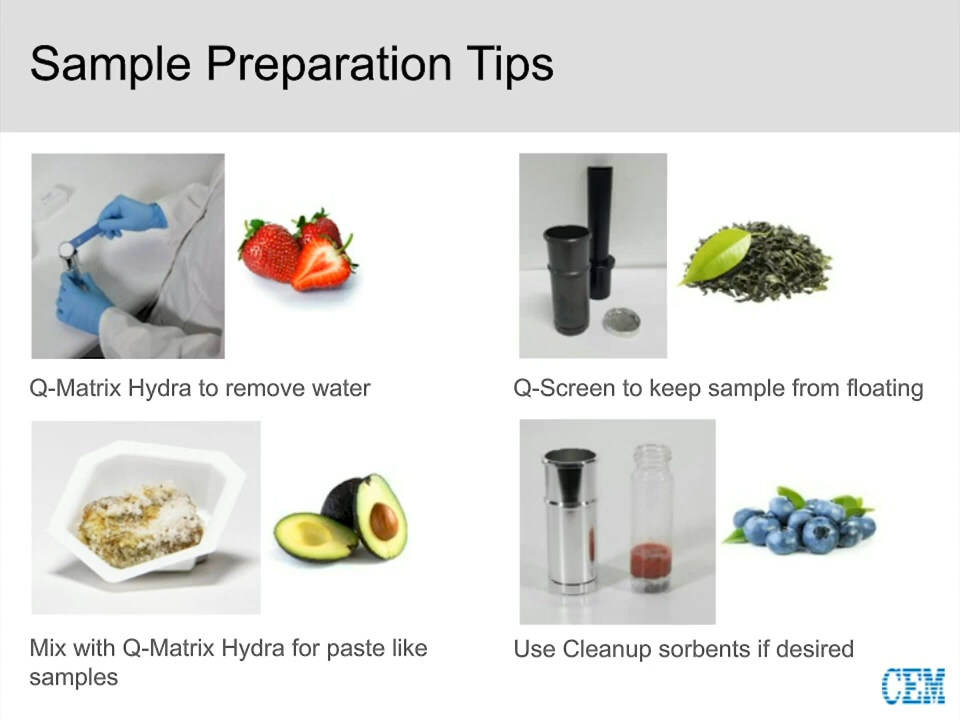 Sample Preparation Tips
Q-Matrix Hydra to remove water
Q-Screen to keep sample from floating
Mix with Q-Matrix Hydra for paste like
samples
Use Cleanup sorbents if desired
CEM